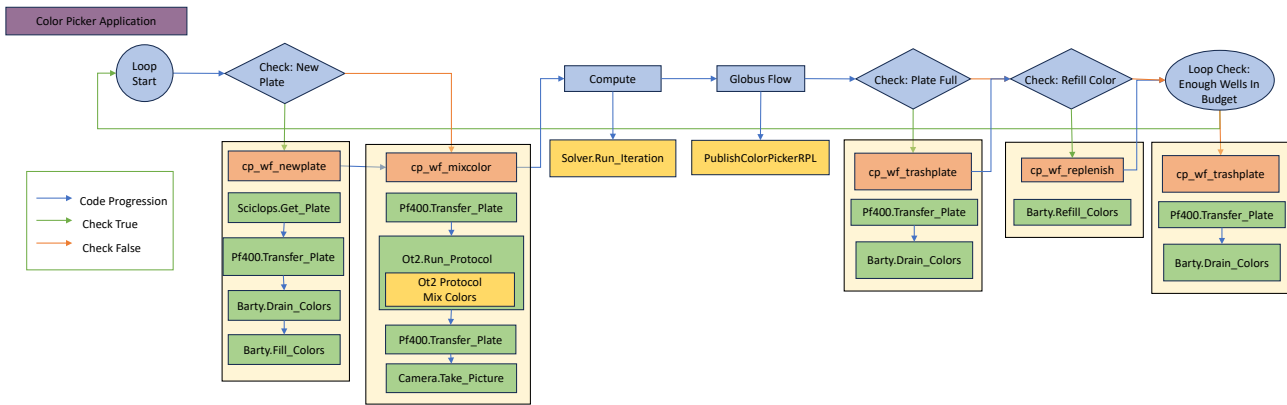 Color Picker Application
Loop
Start
Check: New
Plate
Compute
Globus Flow
Check: Plate Full
Check: Refill Color
Loop Check:
Enough Wells In
Budget
Solver.Run_Iteration
PublishColorPickerRPL
cp_wf_newplate
Sciclops.Get_Plate
Pf400.Transfer_Plate
Barty.Drain_Colors
Barty.Fill_Colors
cp_wf_mixcolor
Pf400.Transfer_Plate
Ot2.Run_Protocol
Ot2 Protocol
Mix Colors
Pf400.Transfer_Plate
Camera.Take_Picture
cp_wf_trashplate
Pf400.Transfer_Plate
Barty.Drain_Colors
cp_wf_replenish
Barty.Refill_Colors
cp_wf_trashplate
Pf400.Transfer_Plate
Barty.Drain_Colors
Code Progression
Check True
Check False